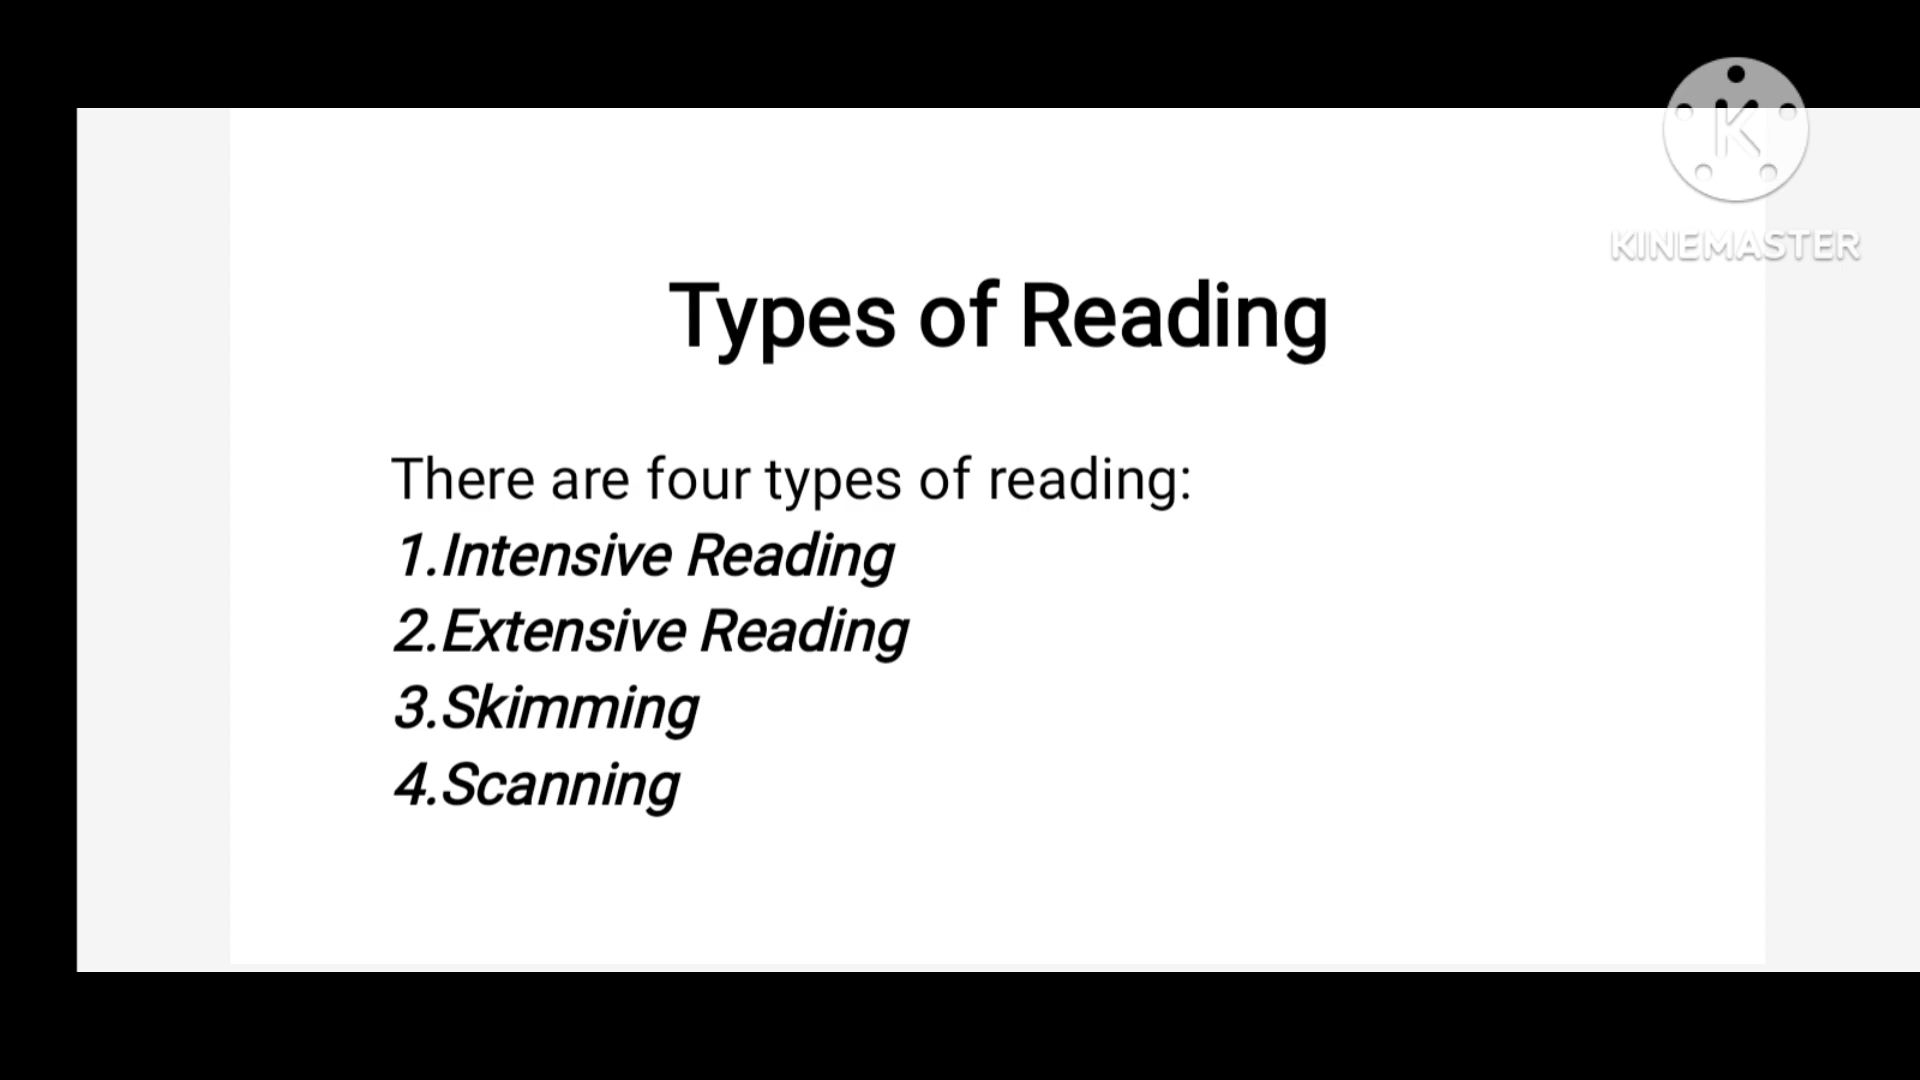 K
KINEMASTER
Types of Reading
There are four types of reading:
1.Intensive Reading
2.Extensive Reading
3.Skimming
4.Scanning